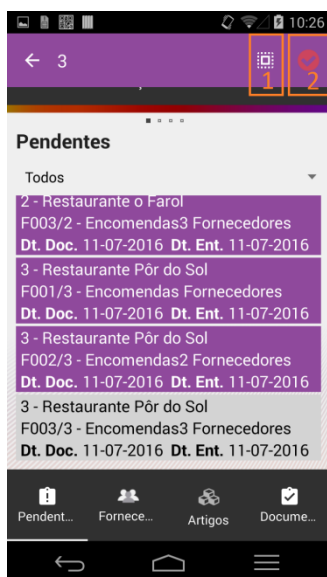 10:26
3
1 2
Pendentes
Todos
2 - Restaurante o Farol
F003/2 - Encomendas3 Fornecedores
Dt. Doc. 11-07-2016 Dt. Ent. 11-07-2016
3 - Restaurante Pôr do Sol
F001/3 - Encomendas Fornecedores
Dt. Doc. 11-07-2016 Dt. Ent. 11-07-2016
3 - Restaurante Pôr do Sol
F002/3 - Encomendas2 Fornecedores
Dt. Doc. 11-07-2016 Dt. Ent. 11-07-2016
3 - Restaurante Pôr do Sol
F003/3 - Encomendas3 Fornecedores
Dt. Doc. 11-07-2016 Dt. Ent. 11-07-2016
Pendent... Fornece... Artigos Docume...